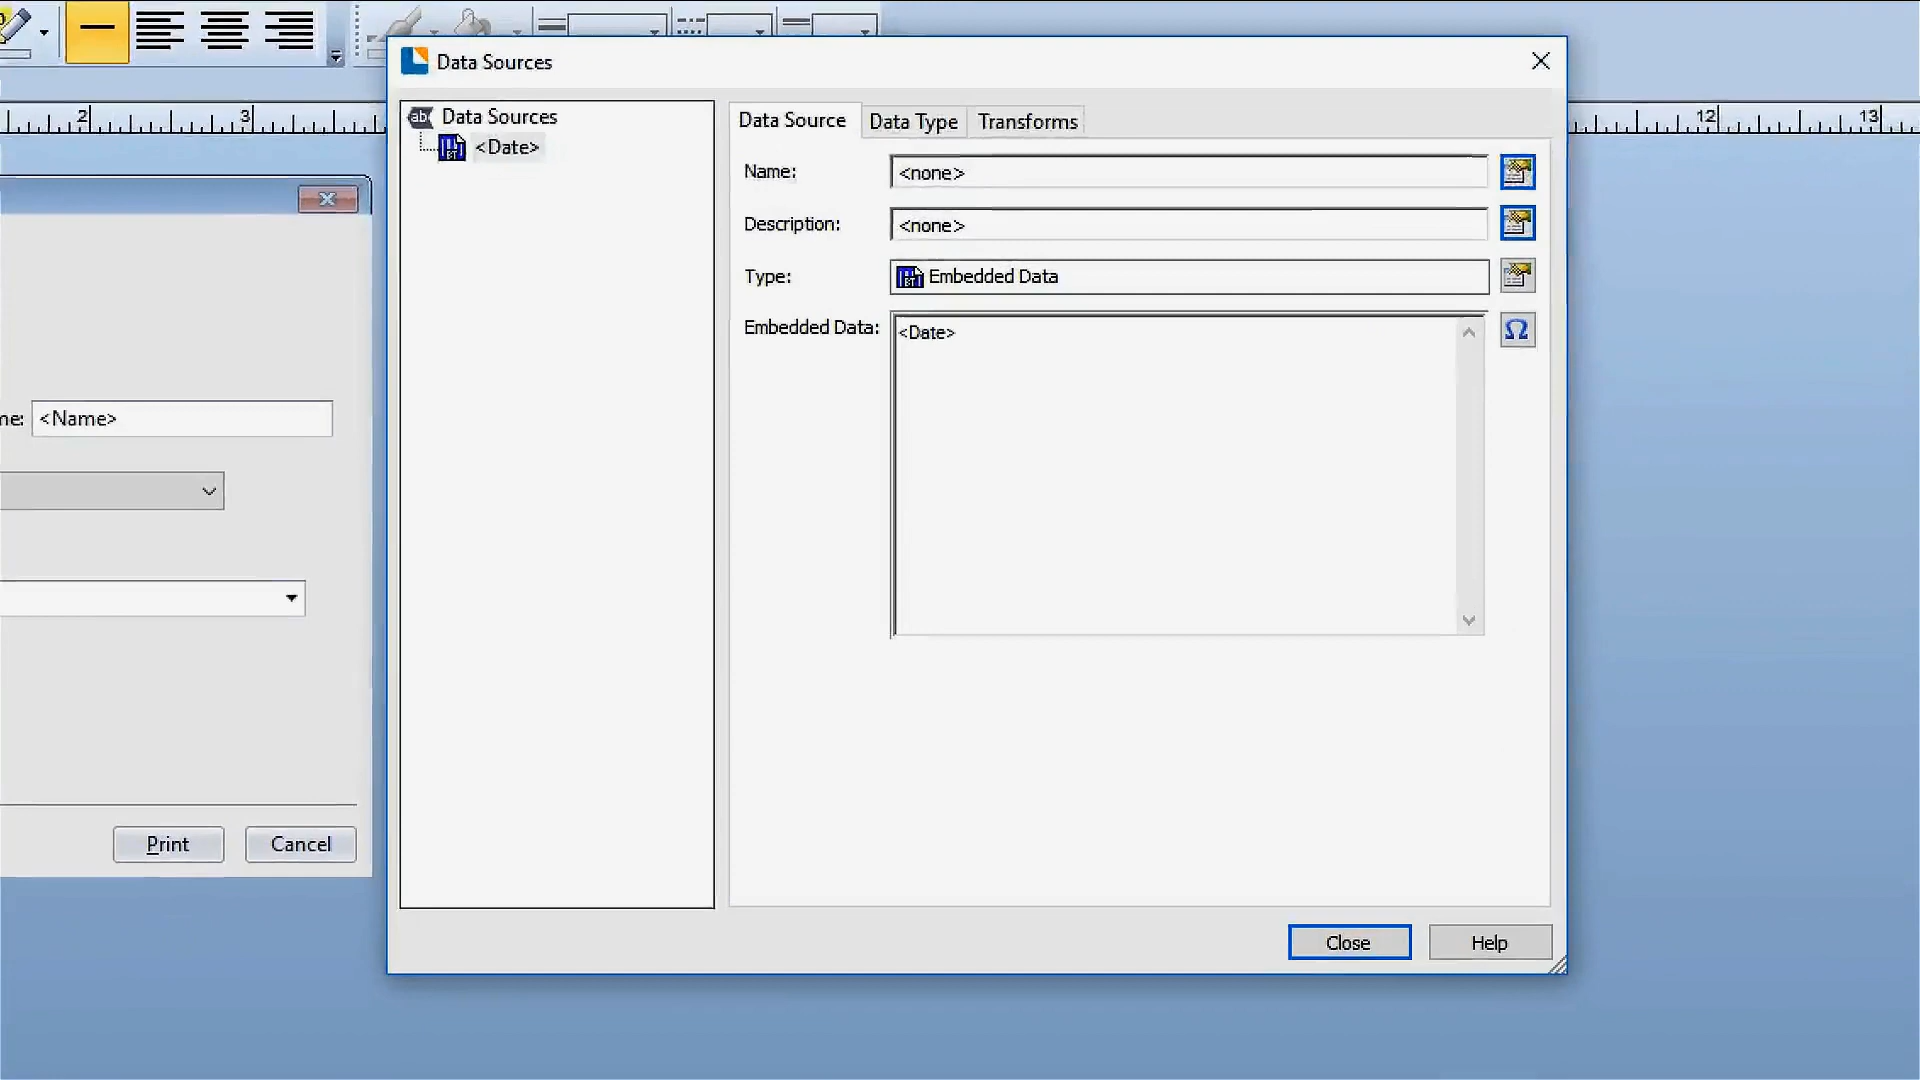 2
3
12
13
Data Sources
Data Sources
<Date>
Data Source
Data Type
Transforms
Name:
<none>
Description:
<none>
Type:
Embedded Data
Embedded Data:
<Date>
Ω
me:
<Name>
Print
Cancel
Close
Help